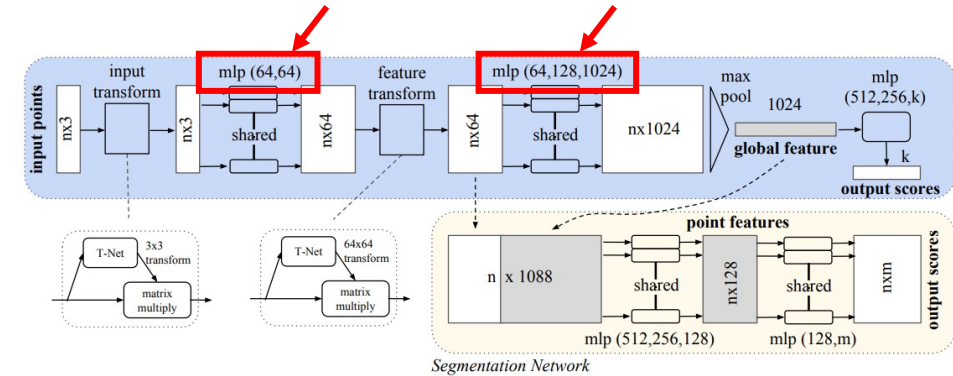 input points
nx3
input
transform
nx3
mlp (64,64)
shared
nx64
feature
transform
nx64
mlp (64,128,1024)
shared
nx1024
max
pool
1024
global feature
mlp
(512,256,k)
k
output scores
T-Net
3x3
transform
matrix
multiply
T-Net
64x64
transform
matrix
multiply
point features
n x 1088
shared
mlp (512,256,128)
nx128
shared
mlp (128,m)
nxm
output scores
Segmentation Network